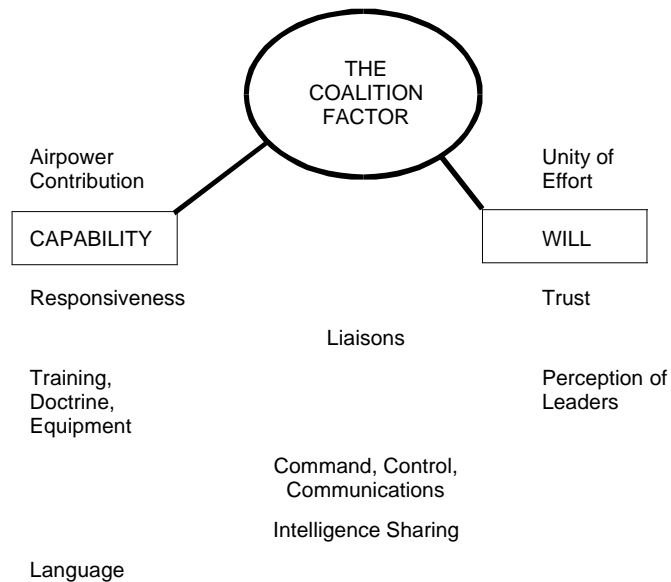 THE
COALITION
FACTOR
Airpower
Contribution
Unity of
Effort
CAPABILITY
WILL
Responsiveness
Trust
Liaisons
Training,
Doctrine,
Equipment
Perception of
Leaders
Command, Control,
Communications
Intelligence Sharing
Language